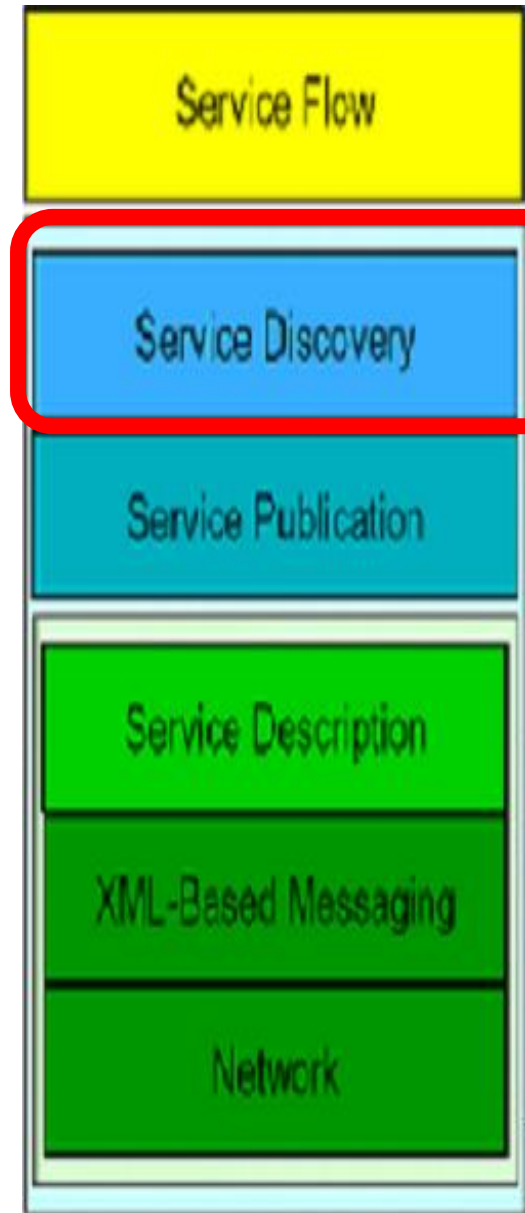 Service Flow
Service Discovery
Service Publication
Service Description
XML-Based Messaging
Network